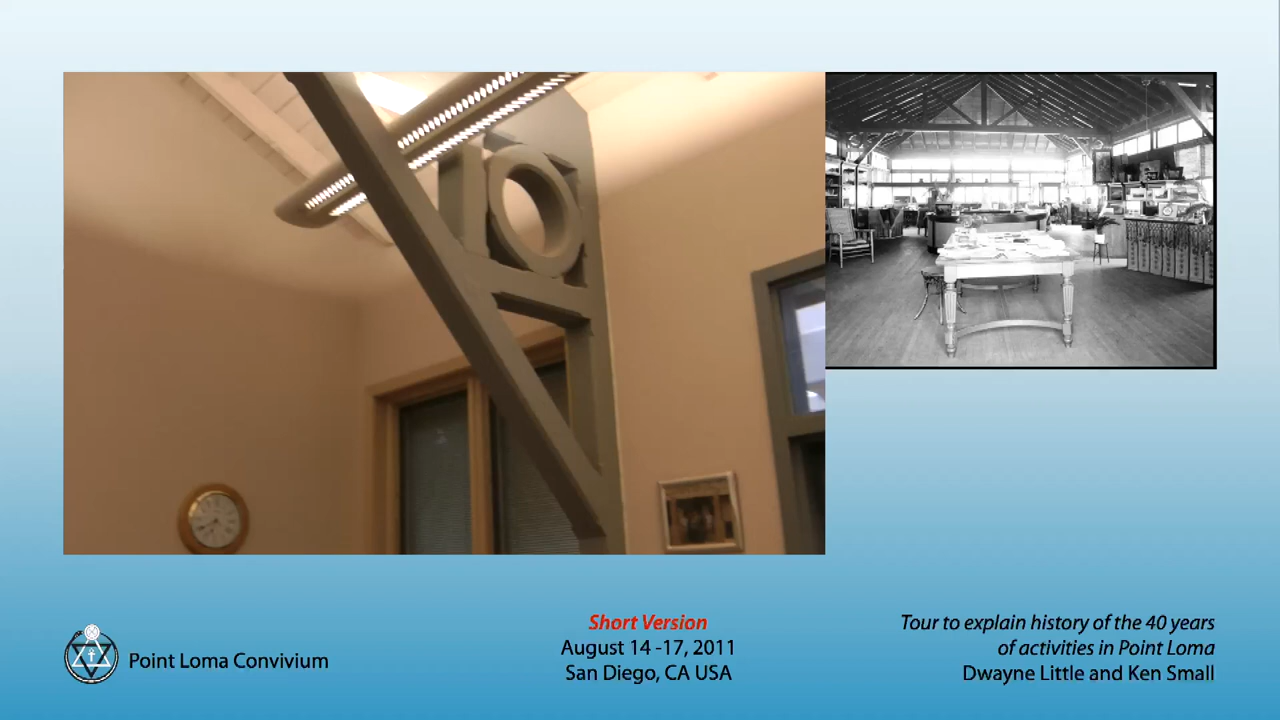 Point Loma Convivium
Short Version
August 14 -17, 2011
San Diego, CA USA
Tour to explain history of the 40 years
of activities in Point Loma
Dwayne Little and Ken Small